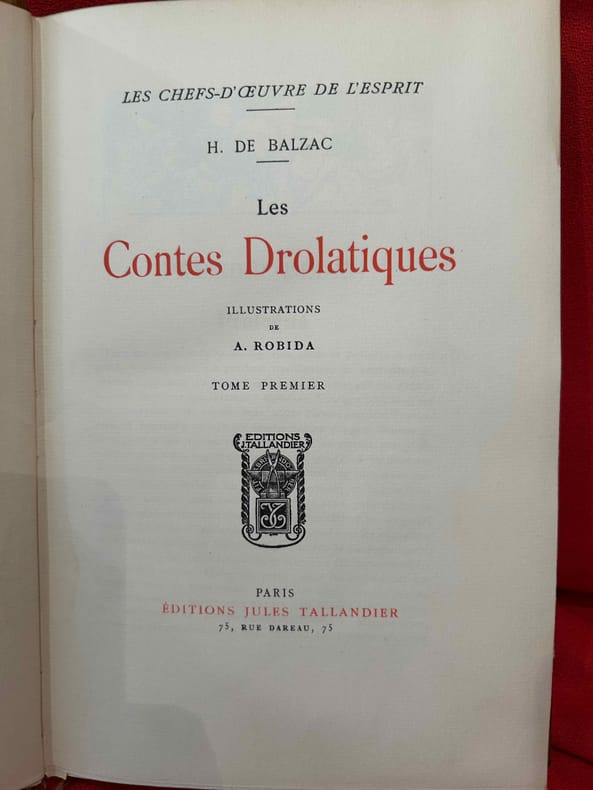 LES CHEFS-D'ŒUVRE DE L'ESPRIT
H. DE BALZAC
Les
Contes Drolatiques
ILLUSTRATIONS
DE
A. ROBIDA
TOME PREMIER
EDITIONS
J. TALLANDIER
PARIS
ÉDITIONS JULES TALLANDIER
75, RUE DAREAU, 75